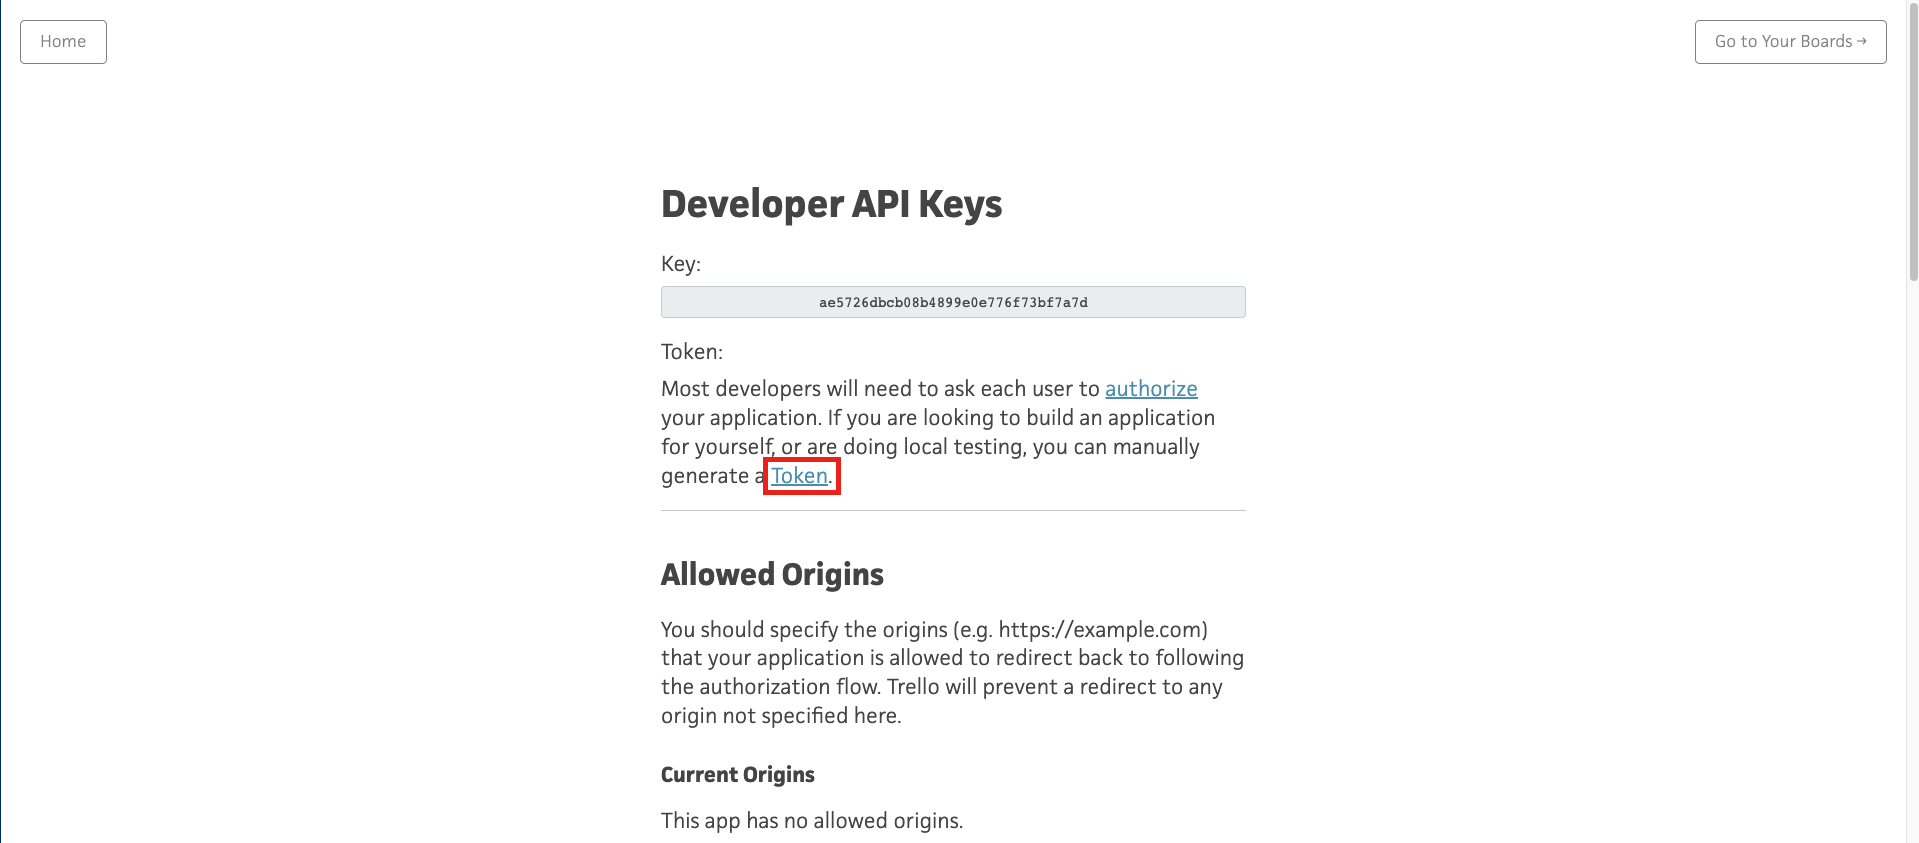 Home
Go to Your Boards →
Developer API Keys
Key:
ae5726dbcb08b4899e0e776f73bf7a7d
Token:
Most developers will need to ask each user to authorize
your application. If you are looking to build an application
for yourself, or are doing local testing, you can manually
generate a Token.
Allowed Origins
You should specify the origins (e.g. https://example.com)
that your application is allowed to redirect back to following
the authorization flow. Trello will prevent a redirect to any
origin not specified here.
Current Origins
This app has no allowed origins.